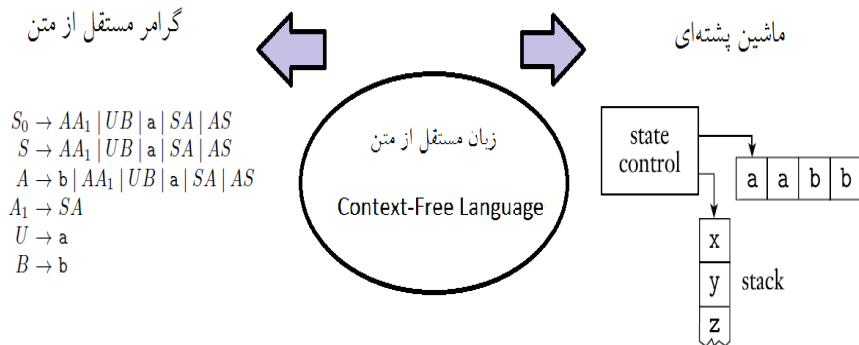 گرامر مستقل از متن
S₀ → AA₁ | UB | a | SA | AS
S → AA₁ | UB | a | SA | AS
A → b | AA₁ | UB | a | SA | AS
A₁ → SA
U → a
B → b
زبان مستقل از متن
Context-Free Language
ماشین پشته‌ای
state
control
a a b b
x
y
z
stack